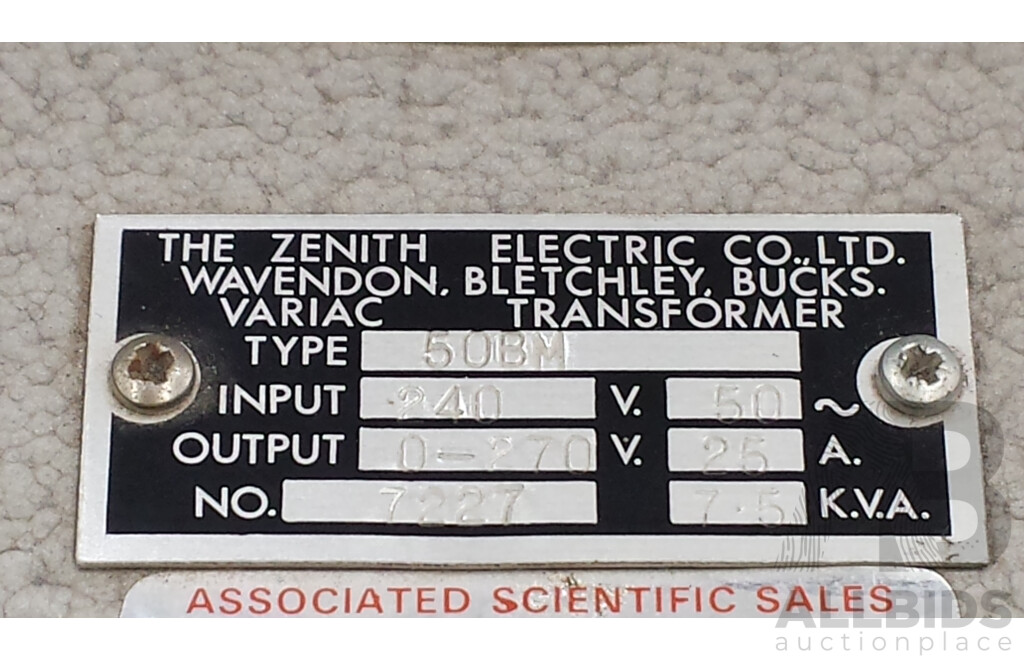 THE ZENITH ELECTRIC CO., LTD.
WAVENDON, BLETCHLEY, BUCKS.
VARIAC TRANSFORMER
TYPE 50BM
INPUT 240 V. 50 ~
OUTPUT 0-270 V. 25 A.
NO. 7227 7.5 K.V.A.
ASSOCIATED SCIENTIFIC SALES
ALLBIDS
auctionplace